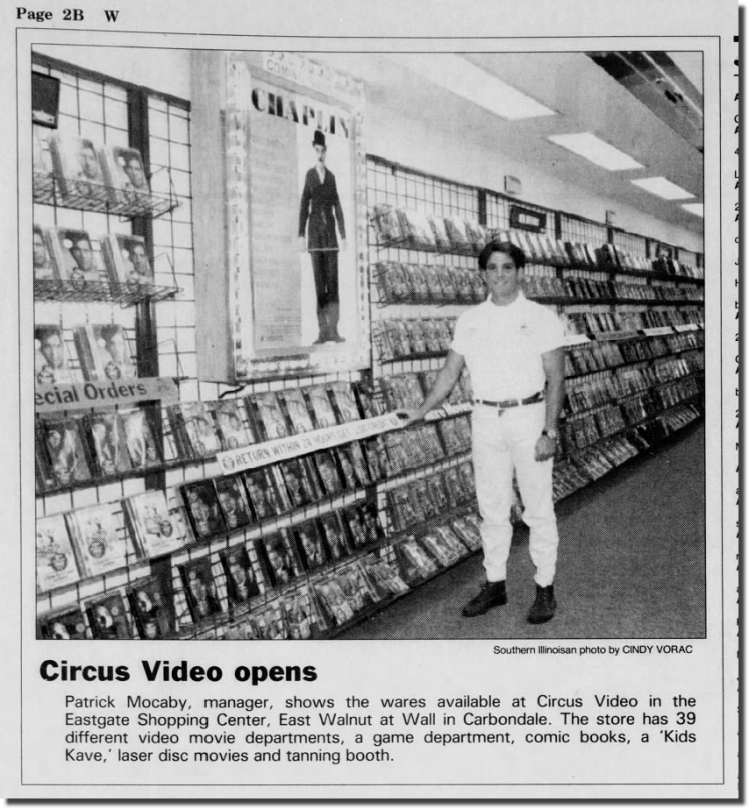 Page 2B W
COMING
CHAPLIN
ecial Orders
RETURN WITHIN 24 HOURS GET
Southern Illinoisan photo by CINDY VORAC
Circus Video opens
Patrick Mocaby, manager, shows the wares available at Circus Video in the
Eastgate Shopping Center, East Walnut at Wall in Carbondale. The store has 39
different video movie departments, a game department, comic books, a 'Kids
Kave,' laser disc movies and tanning booth.